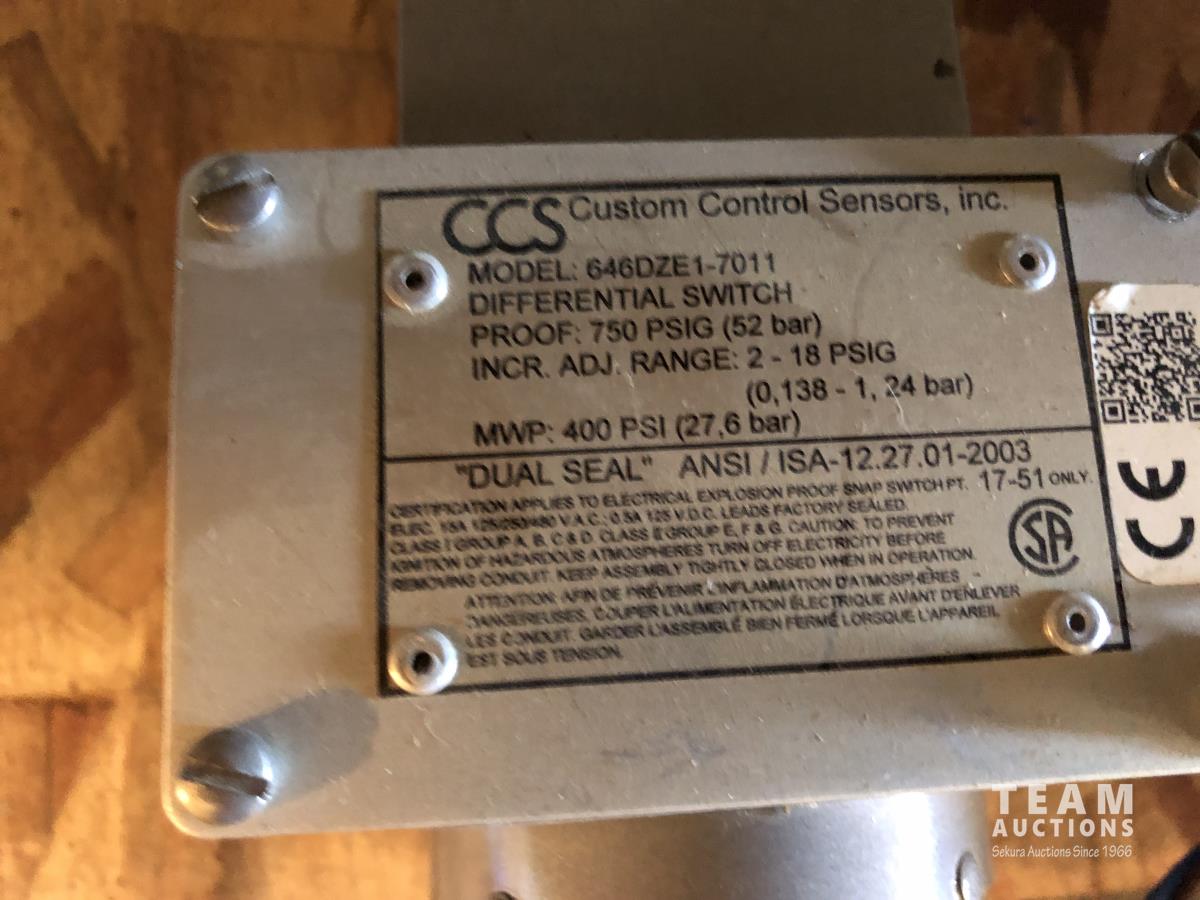 CCS Custom Control Sensors, inc.
MODEL: 646DZE1-7011
DIFFERENTIAL SWITCH
PROOF: 750 PSIG (52 bar)
INCR. ADJ. RANGE: 2 - 18 PSIG
(0,138 - 1, 24 bar)
MWP: 400 PSI (27,6 bar)
"DUAL SEAL" ANSI / ISA-12.27.01-2003
CERTIFICATION APPLIES TO ELECTRICAL EXPLOSION PROOF SNAP SWITCH PT. 17-51 ONLY.
ELEC. 15A 125/250/480 V.A.C.; 0.5A 125 V.D.C. LEADS FACTORY SEALED.
CLASS I GROUP A, B, C & D. CLASS II GROUP E, F & G. CAUTION: TO PREVENT
IGNITION OF HAZARDOUS ATMOSPHERES TURN OFF ELECTRICITY BEFORE
REMOVING CONDUIT. KEEP ASSEMBLY TIGHTLY CLOSED WHEN IN OPERATION.
ATTENTION: AFIN DE PRÉVENIR L'INFLAMMATION D'ATMOSPHÈRES
DANGEREUSES, COUPER L'ALIMENTATION ÉLECTRIQUE AVANT D'ENLEVER
LES CONDUIT. GARDER L'ASSEMBLÉ BIEN FERMÉ LORSQUE L'APPAREIL
EST SOUS TENSION.
SA
CE
TEAM
AUCTIONS
Sekura Auctions Since 1966